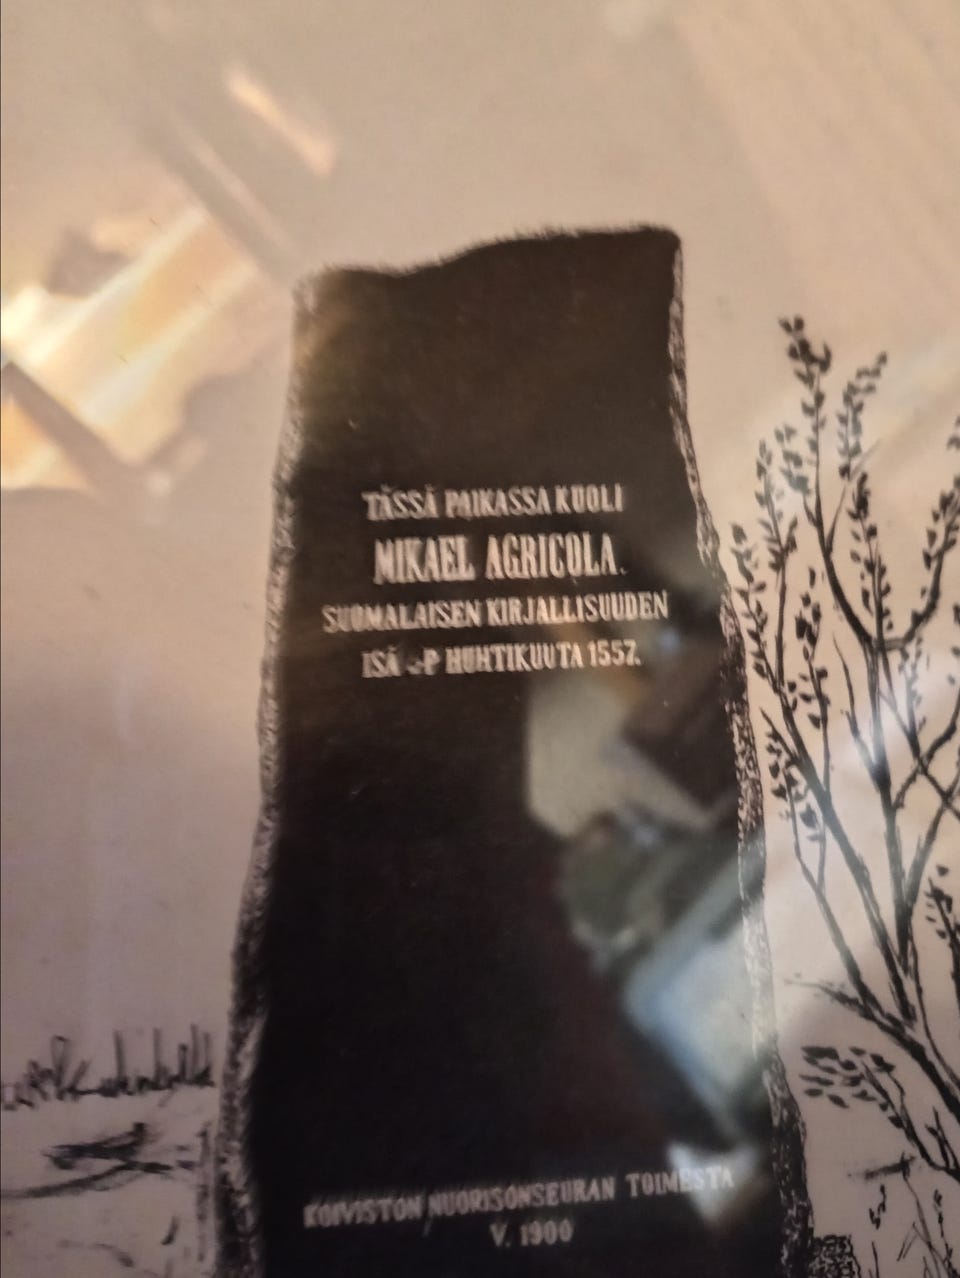 TÄSSÄ PAIKASSA KUOLI
MIKAEL AGRICOLA.
SUOMALAISEN KIRJALLISUUDEN
ISÄ HUHTIKUUTA 1557.
KOIVISTON NUORISONSEURAN TOIMESTA
V. 1900